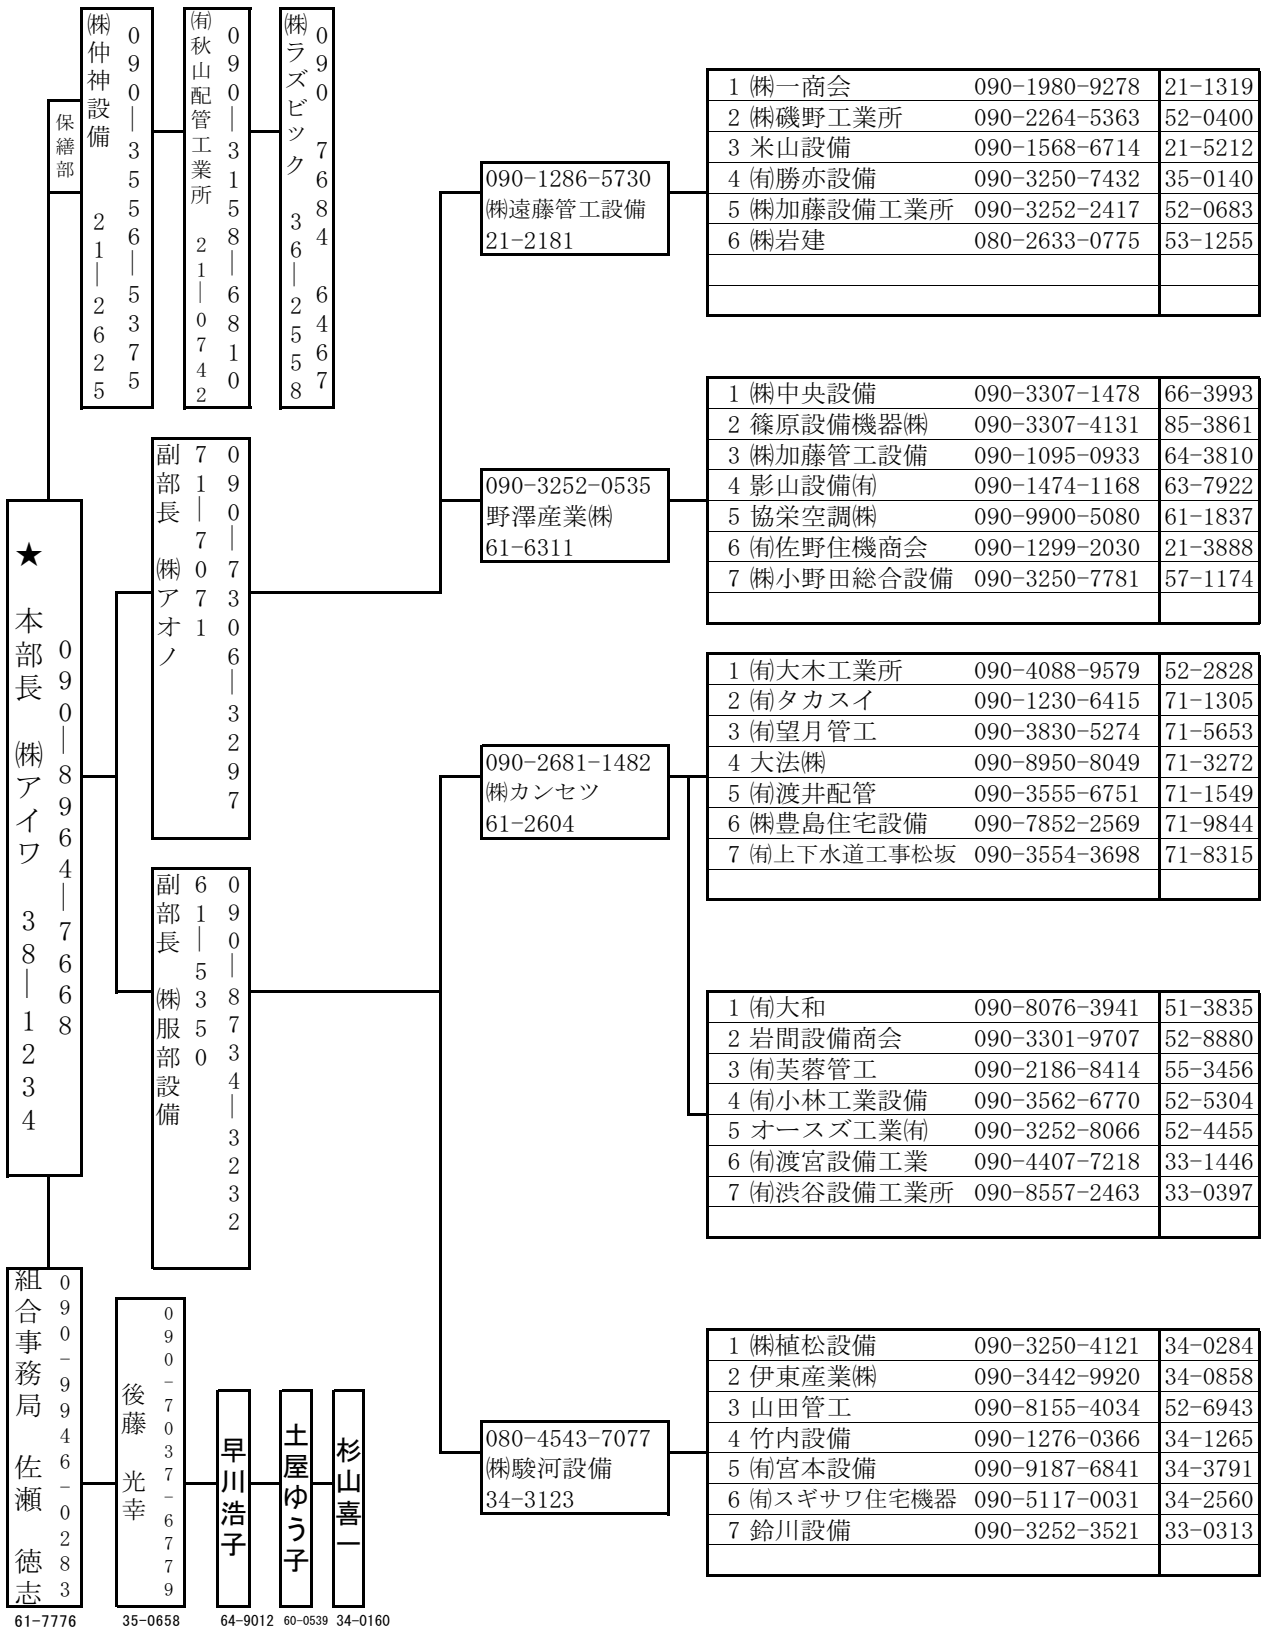 ㈱仲神設備　21―2625
090―3556―5375
㈲秋山配管工業所　21―0742
090―3158―6810
㈱ラズビック　36―2558
090　7684　6467
保繕部
★　本部長　㈱アイワ　38―1234
090―8964―7668
副部長　㈱アオノ
71―7071
090―7306―3297
副部長　㈱服部設備
61―5350
090―8734―3232
組合事務局　佐瀬　徳志
090-9946-0283
61-7776
後藤　光幸
090-7037-6779
35-0658
早川浩子
64-9012
土屋ゆう子
60-0539
杉山喜一
34-0160
090-1286-5730
㈱遠藤管工設備
21-2181
1 ㈱一商会 090-1980-9278 21-1319
2 ㈱磯野工業所 090-2264-5363 52-0400
3 米山設備 090-1568-6714 21-5212
4 ㈲勝亦設備 090-3250-7432 35-0140
5 ㈱加藤設備工業所 090-3252-2417 52-0683
6 ㈱岩建 080-2633-0775 53-1255
090-3252-0535
野澤産業㈱
61-6311
1 ㈱中央設備 090-3307-1478 66-3993
2 篠原設備機器㈱ 090-3307-4131 85-3861
3 ㈱加藤管工設備 090-1095-0933 64-3810
4 影山設備㈲ 090-1474-1168 63-7922
5 協栄空調㈱ 090-9900-5080 61-1837
6 ㈲佐野住機商会 090-1299-2030 21-3888
7 ㈱小野田総合設備 090-3250-7781 57-1174
090-2681-1482
㈱カンセツ
61-2604
1 ㈲大木工業所 090-4088-9579 52-2828
2 ㈲タカスイ 090-1230-6415 71-1305
3 ㈲望月管工 090-3830-5274 71-5653
4 大法㈱ 090-8950-8049 71-3272
5 ㈲渡井配管 090-3555-6751 71-1549
6 ㈱豊島住宅設備 090-7852-2569 71-9844
7 ㈲上下水道工事松坂 090-3554-3698 71-8315
1 ㈲大和 090-8076-3941 51-3835
2 岩間設備商会 090-3301-9707 52-8880
3 ㈲芙蓉管工 090-2186-8414 55-3456
4 ㈲小林工業設備 090-3562-6770 52-5304
5 オースズ工業㈲ 090-3252-8066 52-4455
6 ㈲渡宮設備工業 090-4407-7218 33-1446
7 ㈲渋谷設備工業所 090-8557-2463 33-0397
080-4543-7077
㈱駿河設備
34-3123
1 ㈱植松設備 090-3250-4121 34-0284
2 伊東産業㈱ 090-3442-9920 34-0858
3 山田管工 090-8155-4034 52-6943
4 竹内設備 090-1276-0366 34-1265
5 ㈲宮本設備 090-9187-6841 34-3791
6 ㈲スギサワ住宅機器 090-5117-0031 34-2560
7 鈴川設備 090-3252-3521 33-0313